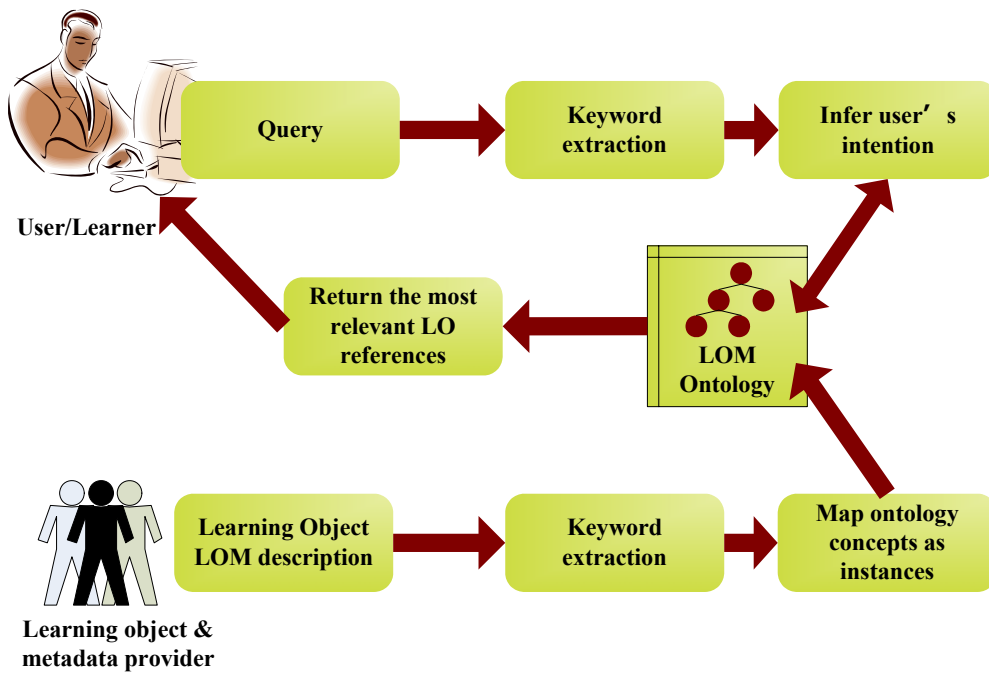 Query
Keyword
extraction
Infer user’ s
intention
User/Learner
Return the most
relevant LO
references
LOM
Ontology
Learning Object
LOM description
Keyword
extraction
Map ontology
concepts as
instances
Learning object &
metadata provider